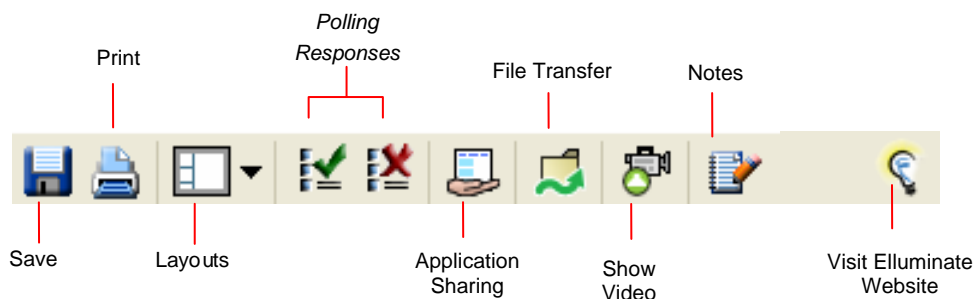 Polling
Responses
Print
File Transfer
Notes
Save
Layouts
Application
Sharing
Show
Video
Visit Elluminate
Website